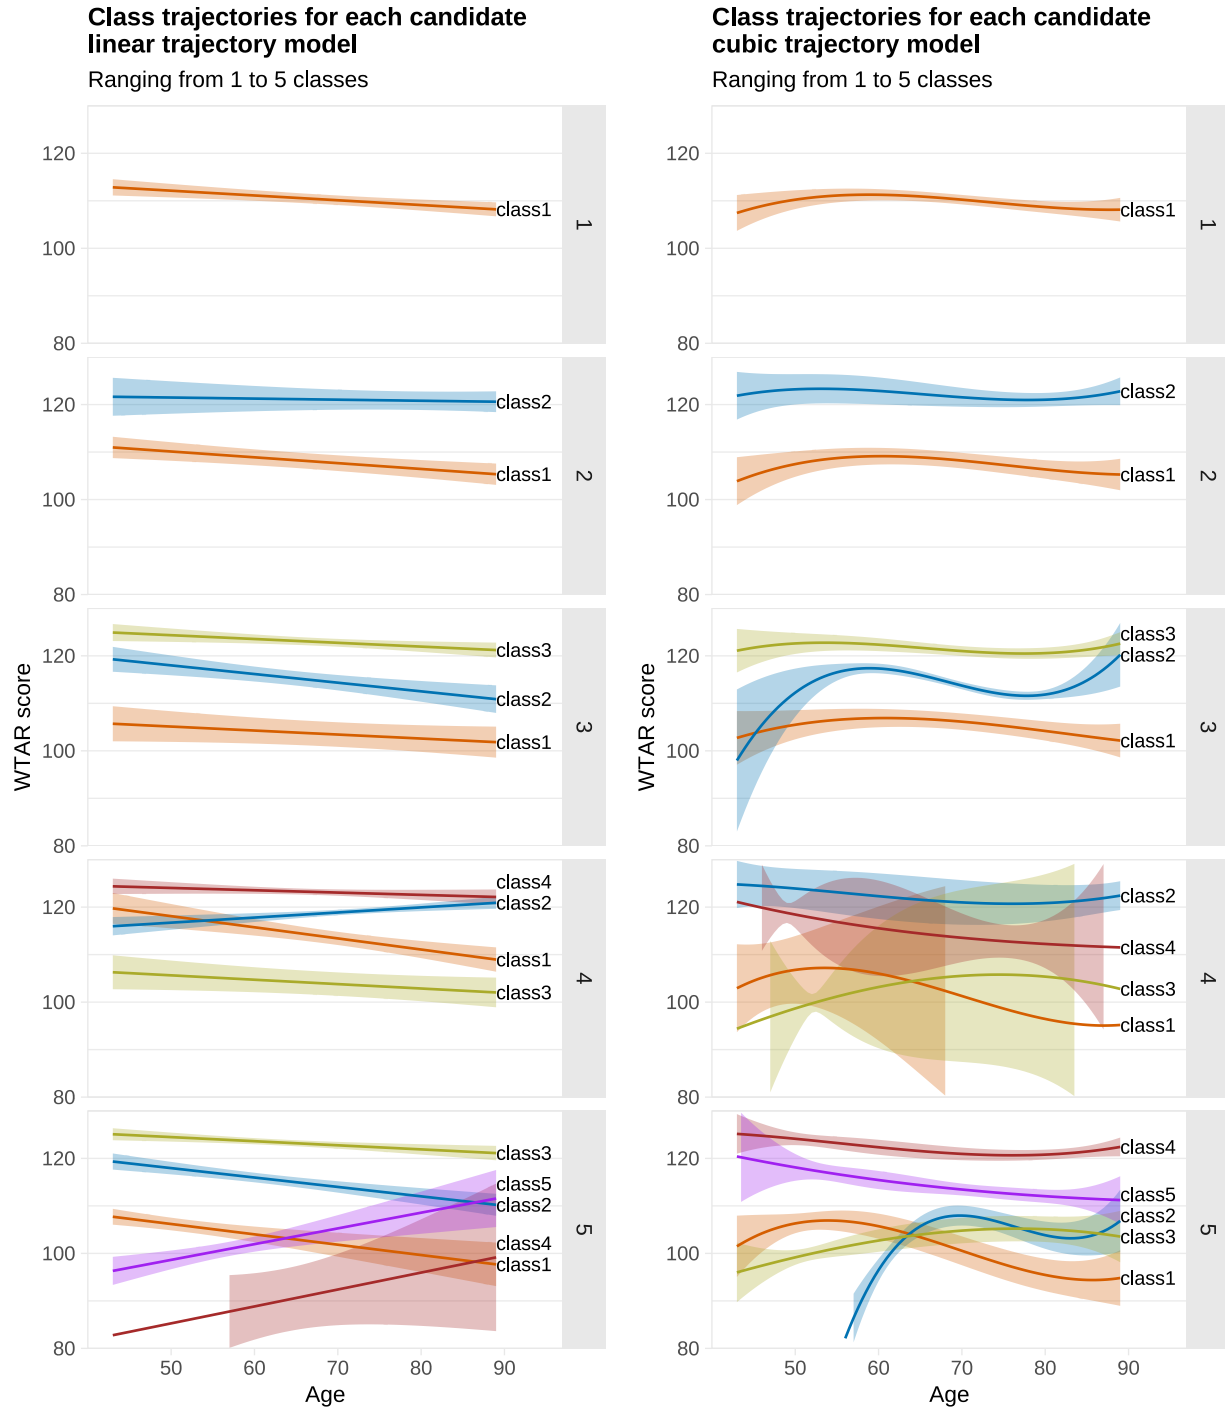 Class trajectories for each candidate
linear trajectory model
Ranging from 1 to 5 classes
120
100
80
class1
1
120
100
80
class2
class1
2
120
100
80
class3
class2
class1
3
120
100
80
class4
class2
class1
class3
4
120
100
80
class3
class5
class2
class4
class1
5
50 60 70 80 90
Age
WTAR score
Class trajectories for each candidate
cubic trajectory model
Ranging from 1 to 5 classes
120
100
80
class1
1
120
100
80
class2
class1
2
120
100
80
class3
class2
class1
3
120
100
80
class2
class4
class3
class1
4
120
100
80
class4
class5
class2
class3
class1
5
50 60 70 80 90
Age
WTAR score